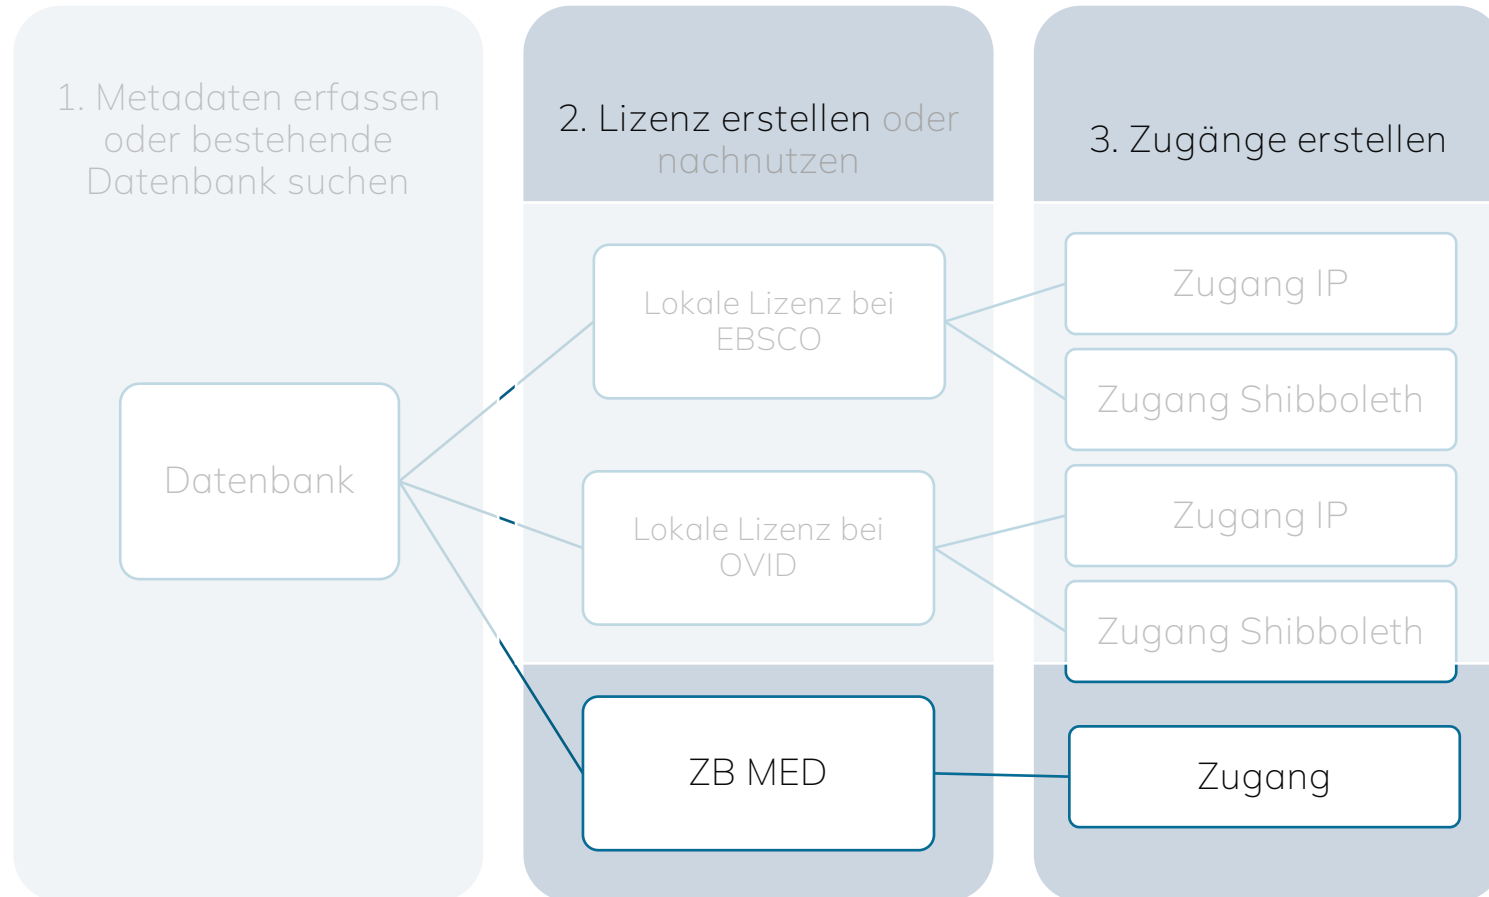 1. Metadaten erfassen
oder bestehende
Datenbank suchen
2. Lizenz erstellen oder
nachnutzen
3. Zugänge erstellen
Datenbank
Lokale Lizenz bei
EBSCO
Lokale Lizenz bei
OVID
ZB MED
Zugang IP
Zugang Shibboleth
Zugang IP
Zugang Shibboleth
Zugang